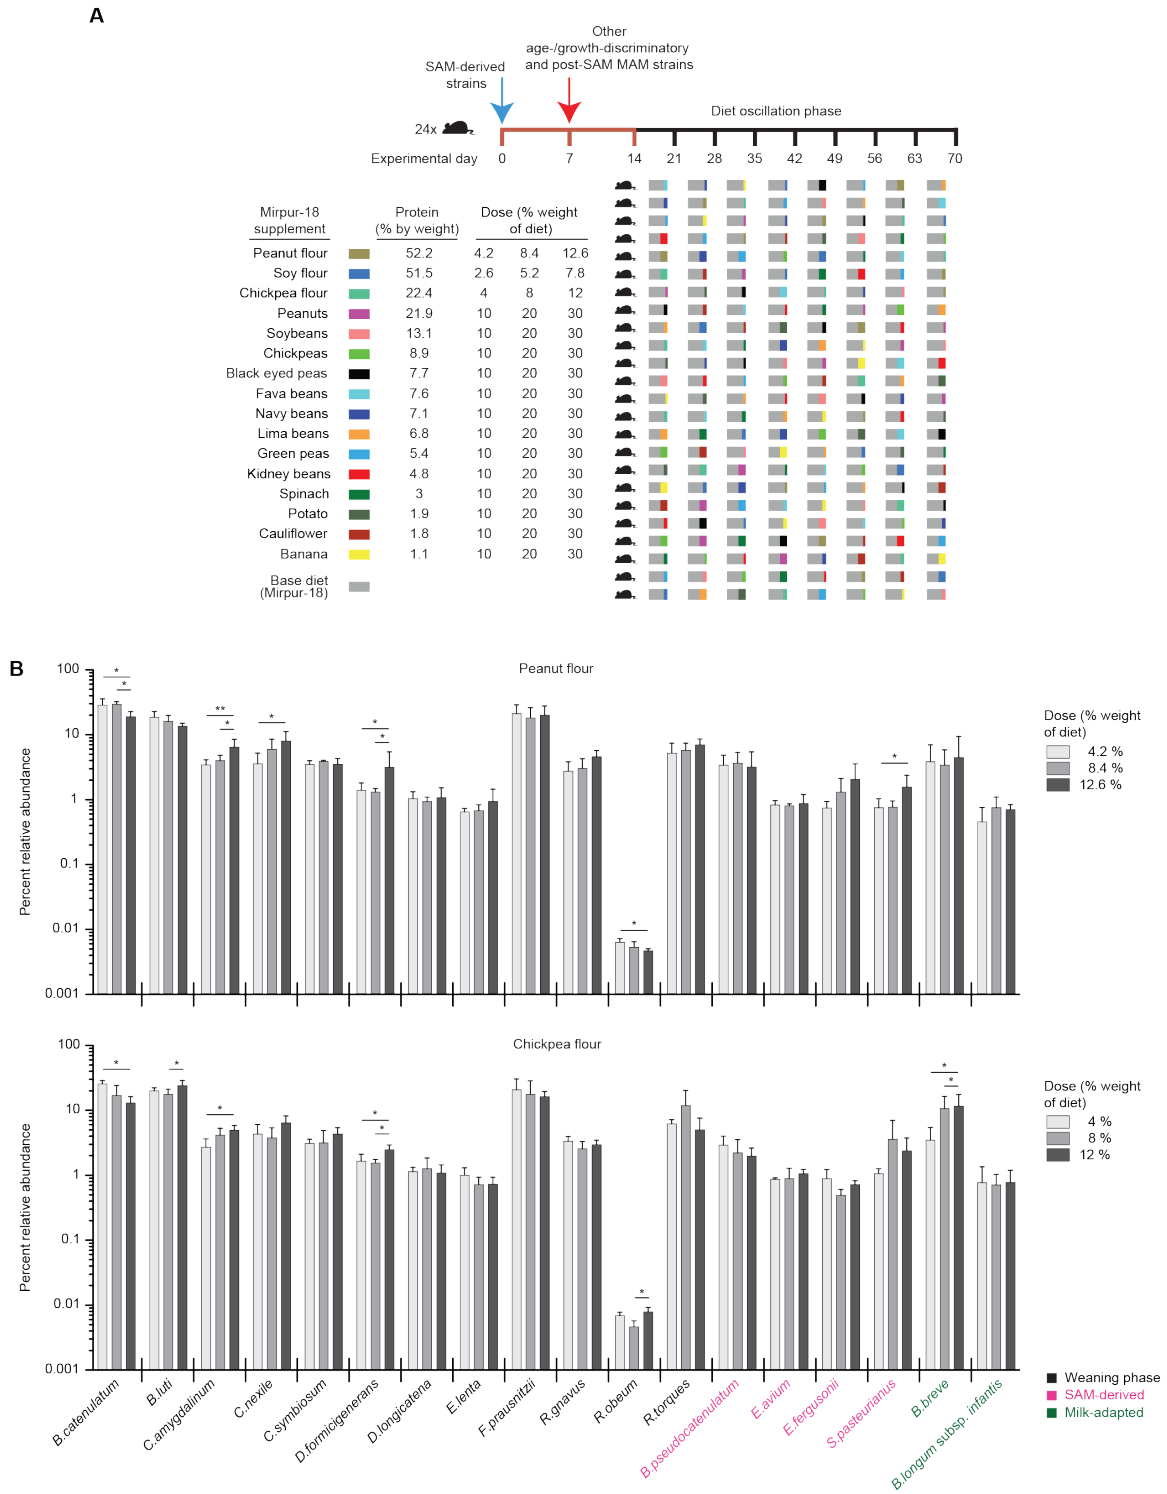 A
Other
age-/growth-discriminatory
and post-SAM MAM strains
SAM-derived
strains
Diet oscillation phase
24x
Experimental day 0 7 14 21 28 35 42 49 56 63 70
Mirpur-18 supplement Protein (% by weight) Dose (% weight of diet)
Peanut flour 52.2 4.2 8.4 12.6
Soy flour 51.5 2.6 5.2 7.8
Chickpea flour 22.4 4 8 12
Peanuts 21.9 10 20 30
Soybeans 13.1 10 20 30
Chickpeas 8.9 10 20 30
Black eyed peas 7.7 10 20 30
Fava beans 7.6 10 20 30
Navy beans 7.1 10 20 30
Lima beans 6.8 10 20 30
Green peas 5.4 10 20 30
Kidney beans 4.8 10 20 30
Spinach 3 10 20 30
Potato 1.9 10 20 30
Cauliflower 1.8 10 20 30
Banana 1.1 10 20 30
Base diet
(Mirpur-18)
B
Peanut flour
Percent relative abundance
100
10
1
0.1
0.01
0.001
* * ** * * * * * *
Dose (% weight
of diet)
4.2 %
8.4 %
12.6 %
Chickpea flour
Percent relative abundance
100
10
1
0.1
0.01
0.001
* * * * * * * *
Dose (% weight
of diet)
4 %
8 %
12 %
B.catenulatum
B.luti
C.amygdalinum
C.nexile
C.symbiosum
D.formicigenerans
D.longicatena
E.lenta
F.prausnitzii
R.gnavus
R.obeum
R.torques
B.pseudocatenulatum
E.avium
E.fergusonii
S.pasteurianus
B.breve
B.longum subsp. infantis
Weaning phase
SAM-derived
Milk-adapted